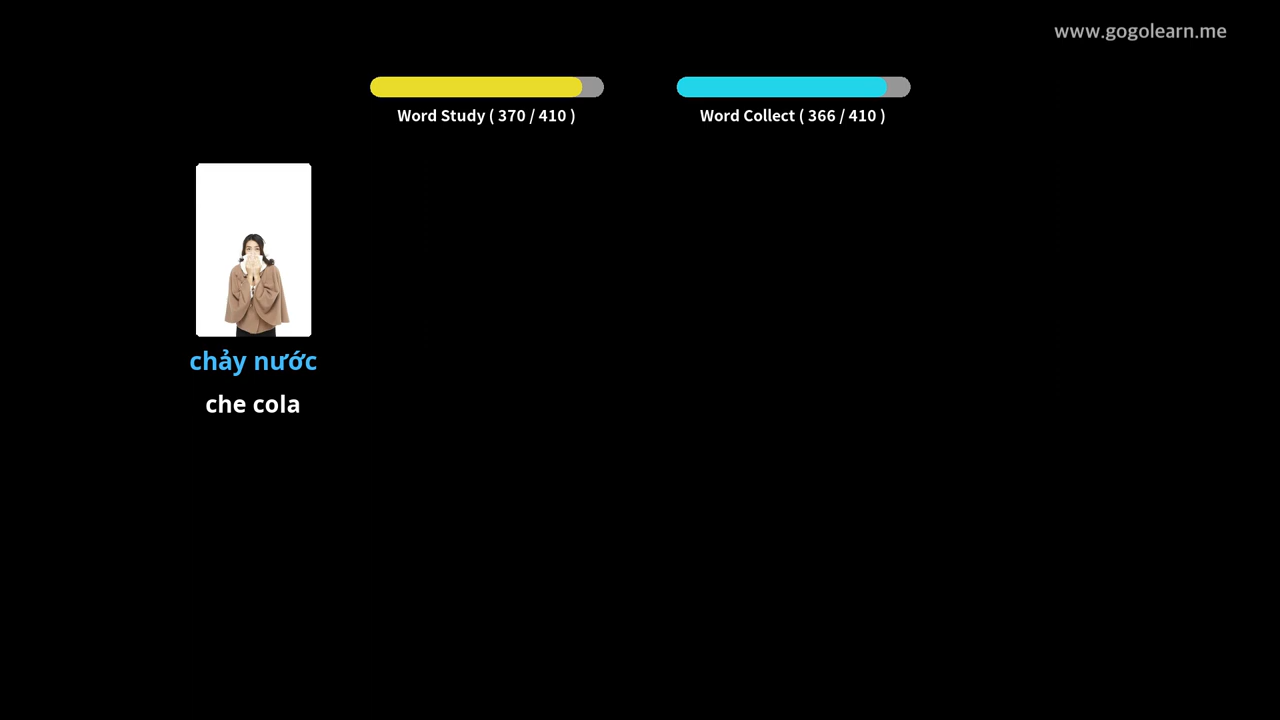 www.gogolearn.me
Word Study ( 370 / 410 )
Word Collect ( 366 / 410 )
chảy nước
che cola